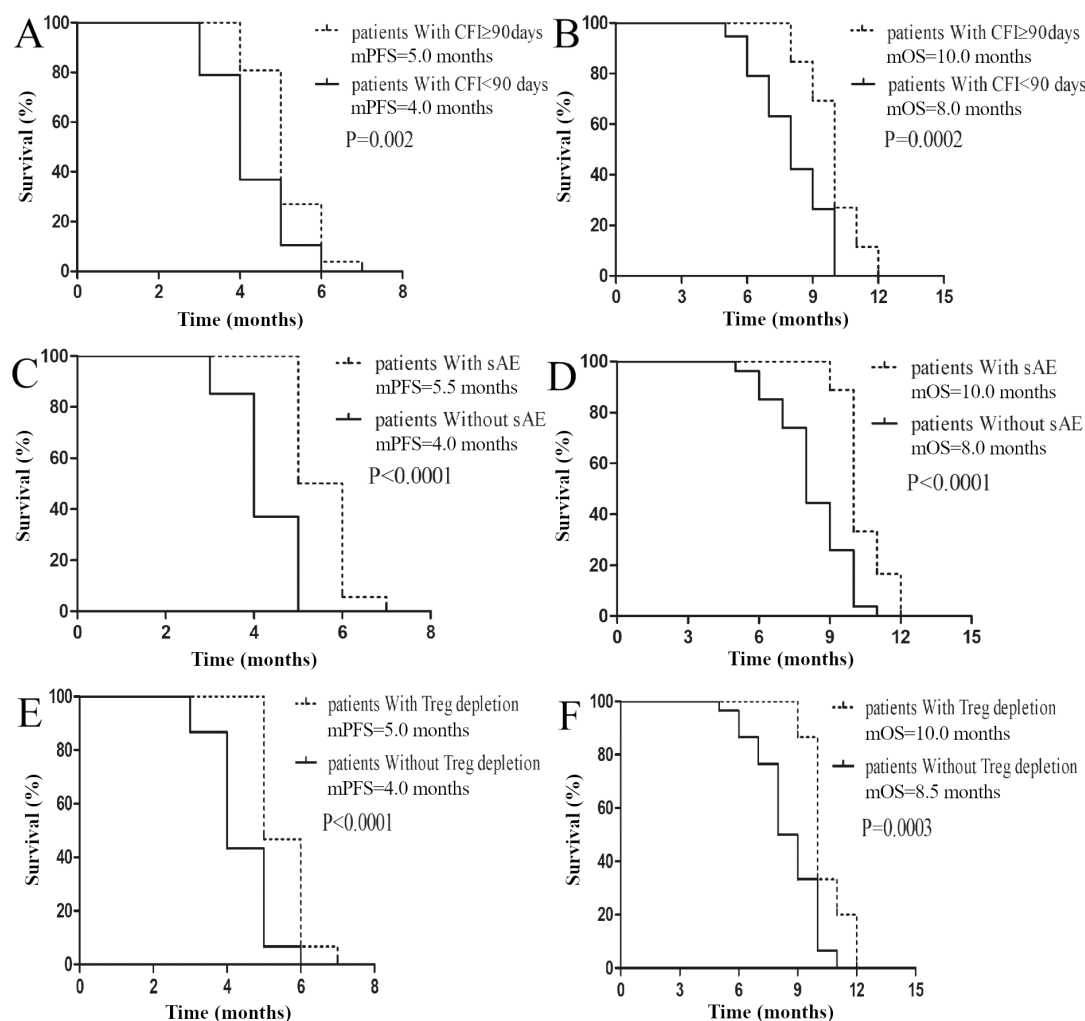 A
patients With CFI≥90days
mPFS=5.0 months
patients With CFI<90 days
mPFS=4.0 months
P=0.002
Survival (%)
100
80
60
40
20
0
0 2 4 6 8
Time (months)
B
patients With CFI≥90days
mOS=10.0 months
patients With CFI<90 days
mOS=8.0 months
P=0.0002
Survival (%)
100
80
60
40
20
0
0 3 6 9 12 15
Time (months)
C
patients With sAE
mPFS=5.5 months
patients Without sAE
mPFS=4.0 months
P<0.0001
Survival (%)
100
80
60
40
20
0
0 2 4 6 8
Time (months)
D
patients With sAE
mOS=10.0 months
patients Without sAE
mOS=8.0 months
P<0.0001
Survival (%)
100
80
60
40
20
0
0 3 6 9 12 15
Time (months)
E
patients With Treg depletion
mPFS=5.0 months
patients Without Treg depletion
mPFS=4.0 months
P<0.0001
Survival (%)
100
80
60
40
20
0
0 2 4 6 8
Time (months)
F
patients With Treg depletion
mOS=10.0 months
patients Without Treg depletion
mOS=8.5 months
P=0.0003
Survival (%)
100
80
60
40
20
0
0 3 6 9 12 15
Time (months)